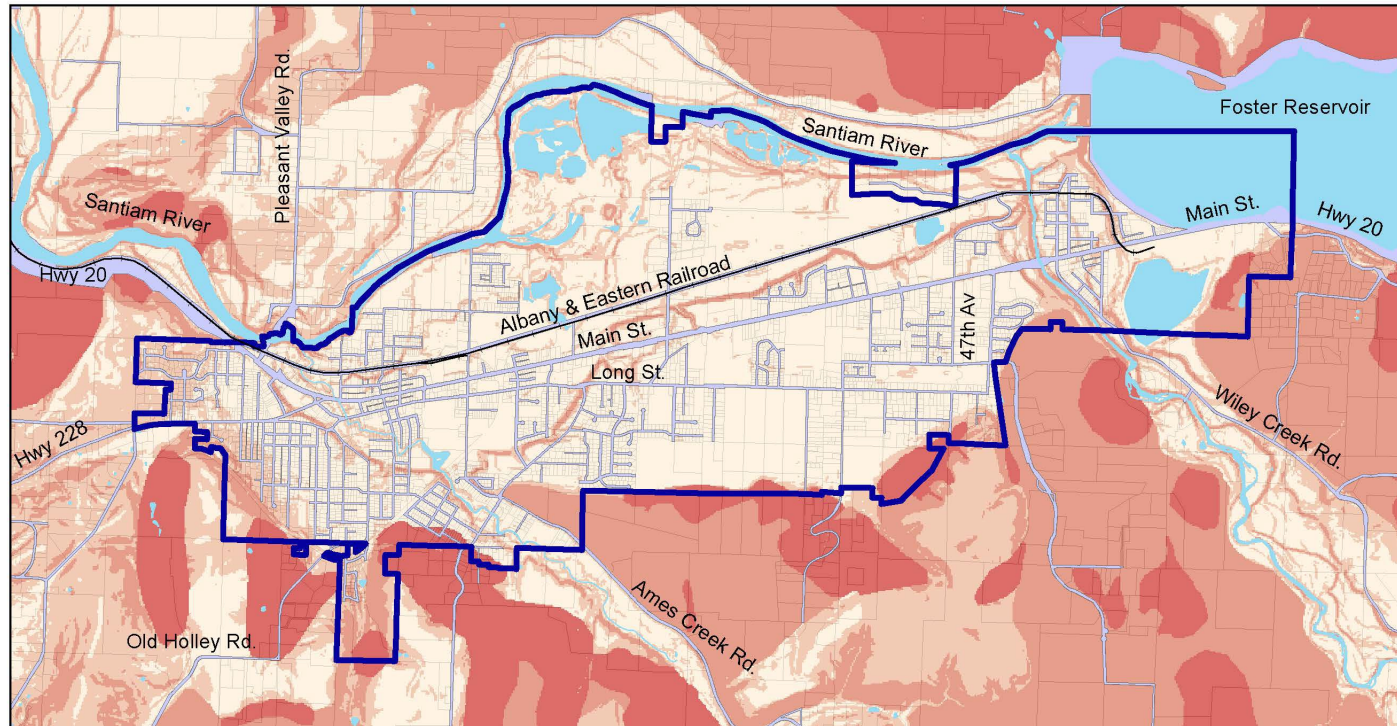 Foster Reservoir
Pleasant Valley Rd.
Santiam River
Santiam River
Main St.
Hwy 20
Hwy 20
Albany & Eastern Railroad
Main St.
47th Av
Long St.
Wiley Creek Rd.
Hwy 228
Ames Creek Rd.
Old Holley Rd.